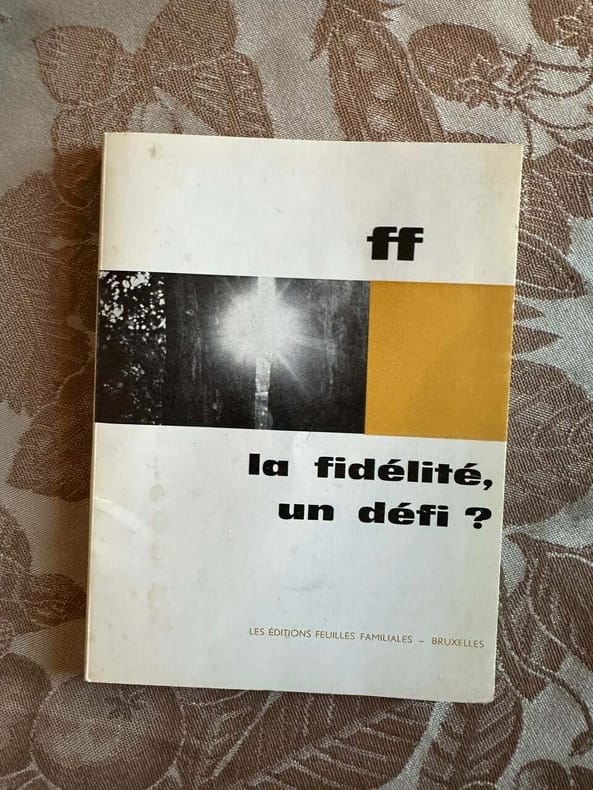 ff
la fidélité,
un défi ?
LES ÉDITIONS FEUILLES FAMILIALES – BRUXELLES